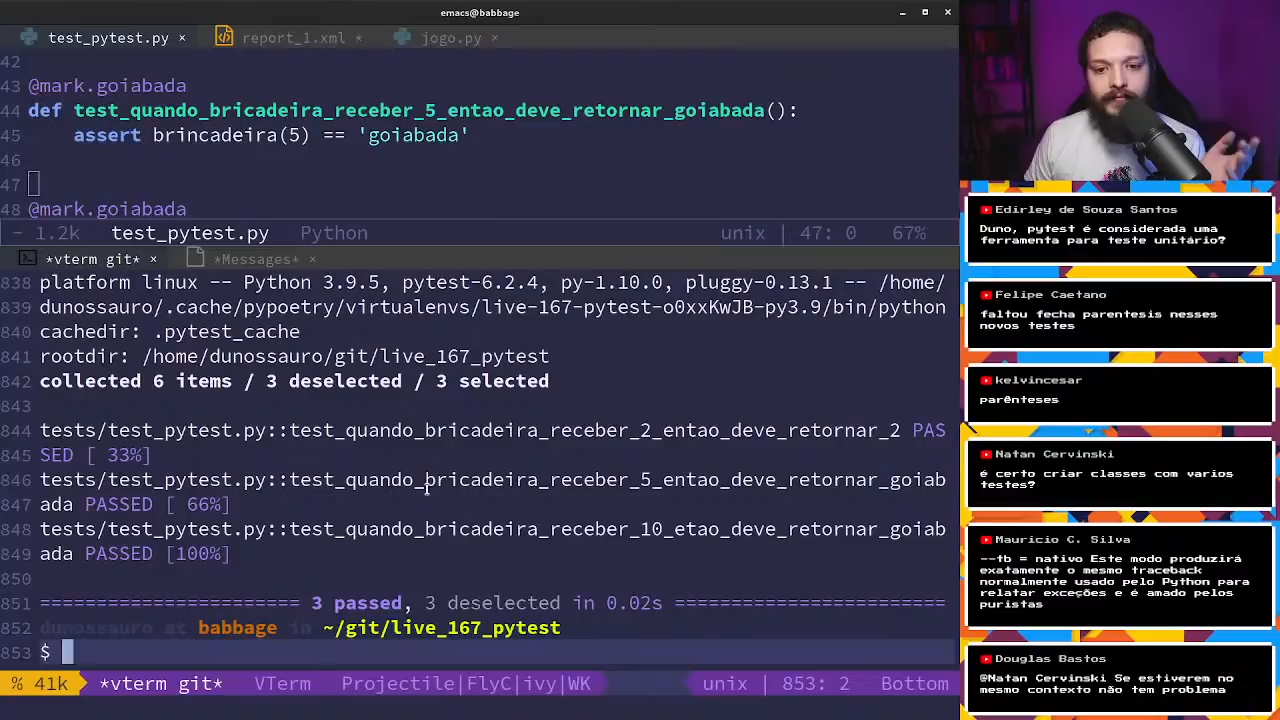 emacs@babbage
test_pytest.py × report_1.xml × jogo.py ×
42
43 @mark.goiabada
44 def test_quando_bricadeira_receber_5_entao_deve_retornar_goiabada():
45 assert brincadeira(5) == 'goiabada'
46
47
48 @mark.goiabada
- 1.2k test_pytest.py Python unix | 47: 0 67%
*vterm git* × *Messages* ×
838 platform linux -- Python 3.9.5, pytest-6.2.4, py-1.10.0, pluggy-0.13.1 -- /home/
839 dunossauro/.cache/pypoetry/virtualenvs/live-167-pytest-o0xxKwJB-py3.9/bin/python
840 cachedir: .pytest_cache
841 rootdir: /home/dunossauro/git/live_167_pytest
842 collected 6 items / 3 deselected / 3 selected
843
844 tests/test_pytest.py::test_quando_bricadeira_receber_2_entao_deve_retornar_2 PAS
845 SED [ 33%]
846 tests/test_pytest.py::test_quando_bricadeira_receber_5_entao_deve_retornar_goiab
847 ada PASSED [ 66%]
848 tests/test_pytest.py::test_quando_bricadeira_receber_10_etao_deve_retornar_goiab
849 ada PASSED [100%]
850
851 ====================== 3 passed, 3 deselected in 0.02s ========================
852 dunossauro at babbage in ~/git/live_167_pytest
853 $
% 41k *vterm git* VTerm Projectile|FlyC|ivy|WK unix | 853: 2 Bottom
Edirley de Souza Santos
Duno, pytest é considerada uma
ferramenta para teste unitário?
Felipe Caetano
faltou fecha parentesis nesses
novos testes
kelvincesar
parênteses
Natan Cervinski
é certo criar classes com varios
testes?
Mauricio C. Silva
--tb = nativo Este modo produzirá
exatamente o mesmo traceback
normalmente usado pelo Python para
relatar exceções e é amado pelos
puristas
Douglas Bastos
@Natan Cervinski Se estiverem no
mesmo contexto não tem problema